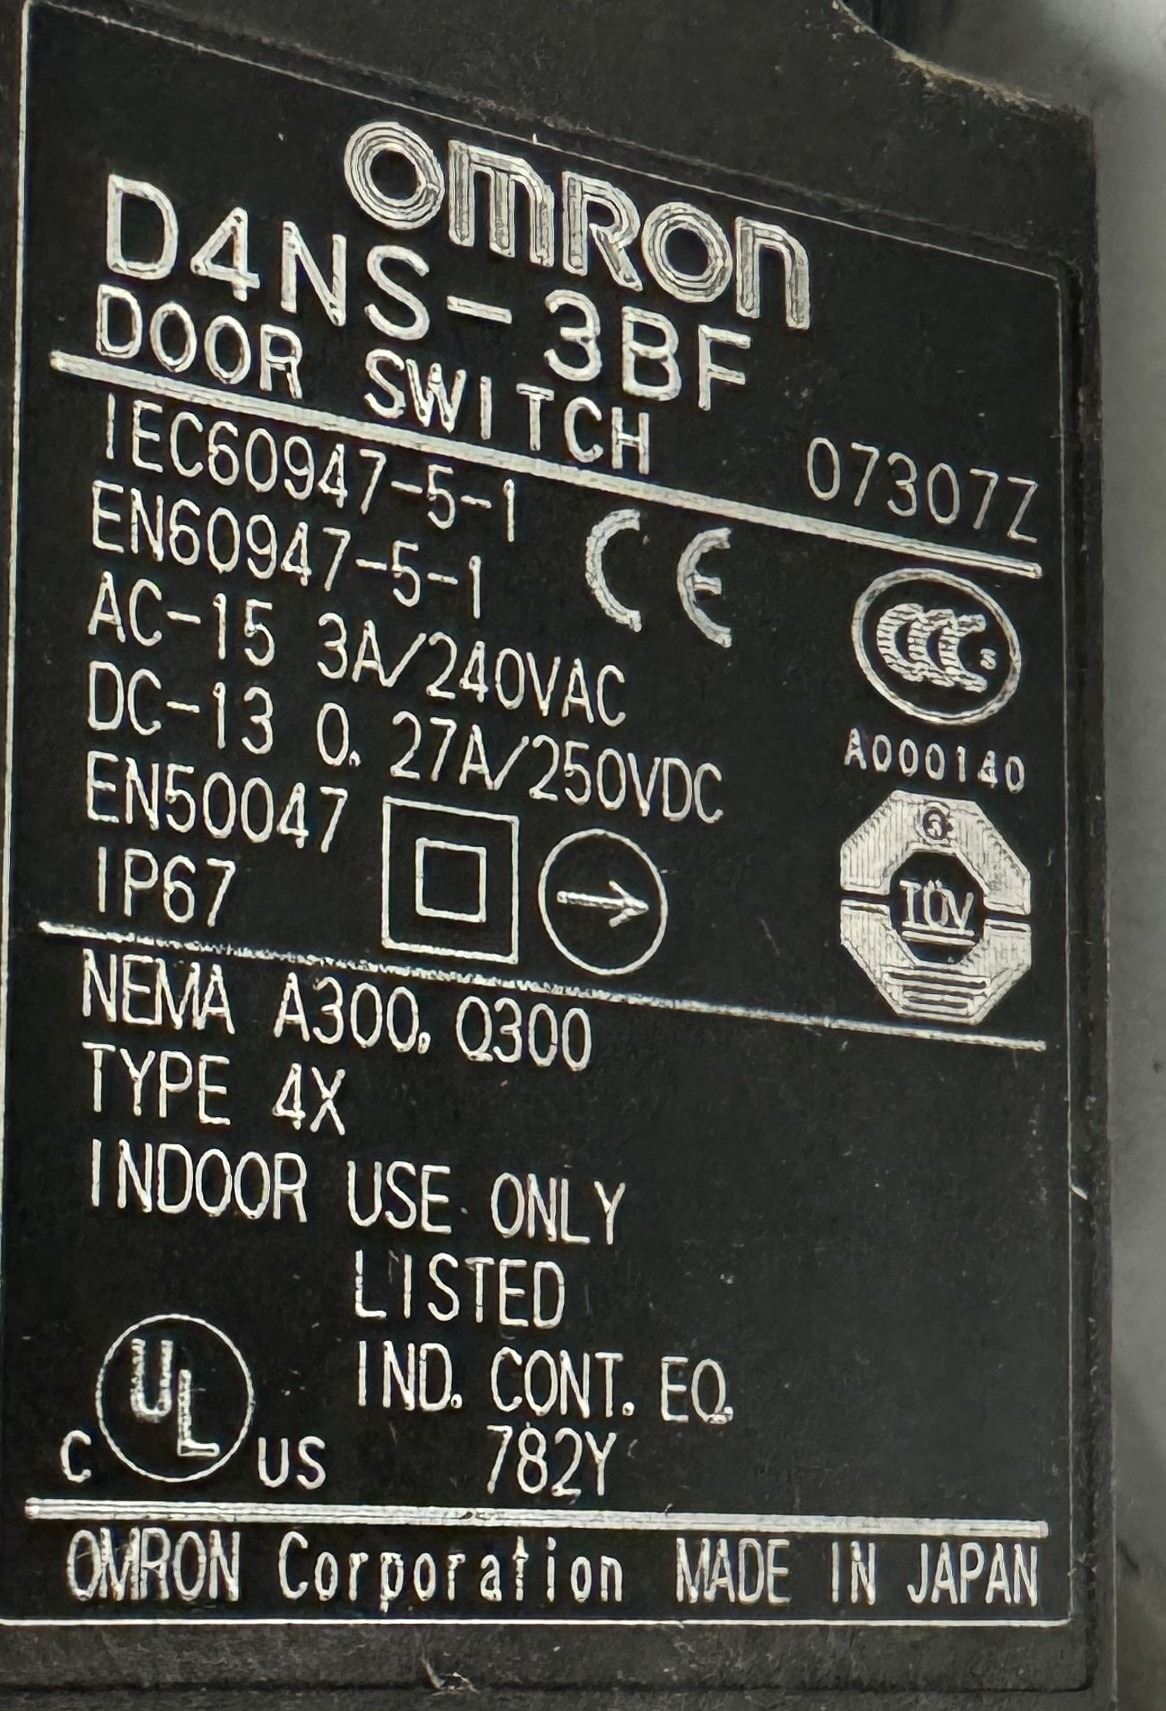 OMRON
D4NS-3BF
DOOR SWITCH
07307Z
IEC60947-5-1
EN60947-5-1
CE
AC-15 3A/240VAC
DC-13 0.27A/250VDC
CCC S
A000140
EN50047
IP67
TÜV
NEMA A300, Q300
TYPE 4X
INDOOR USE ONLY
LISTED
IND. CONT. EQ.
782Y
C UL US
OMRON Corporation MADE IN JAPAN